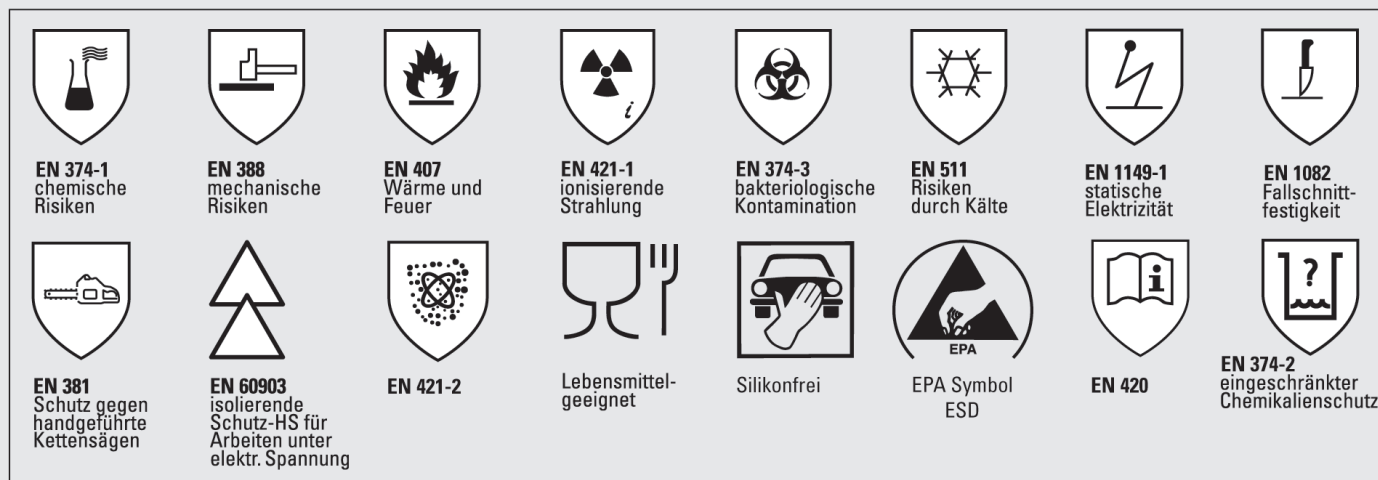 EN 374-1
chemische
Risiken
EN 388
mechanische
Risiken
EN 407
Wärme und
Feuer
i
EN 421-1
ionisierende
Strahlung
EN 374-3
bakteriologische
Kontamination
EN 511
Risiken
durch Kälte
EN 1149-1
statische
Elektrizität
EN 1082
Fallschnitt-
festigkeit
EN 381
Schutz gegen
handgeführte
Kettensägen
EN 60903
isolierende
Schutz-HS für
Arbeiten unter
elektr. Spannung
EN 421-2
Lebensmittel-
geeignet
Silikonfrei
EPA
EPA Symbol
ESD
i
EN 420
?
EN 374-2
eingeschränkter
Chemikalienschutz